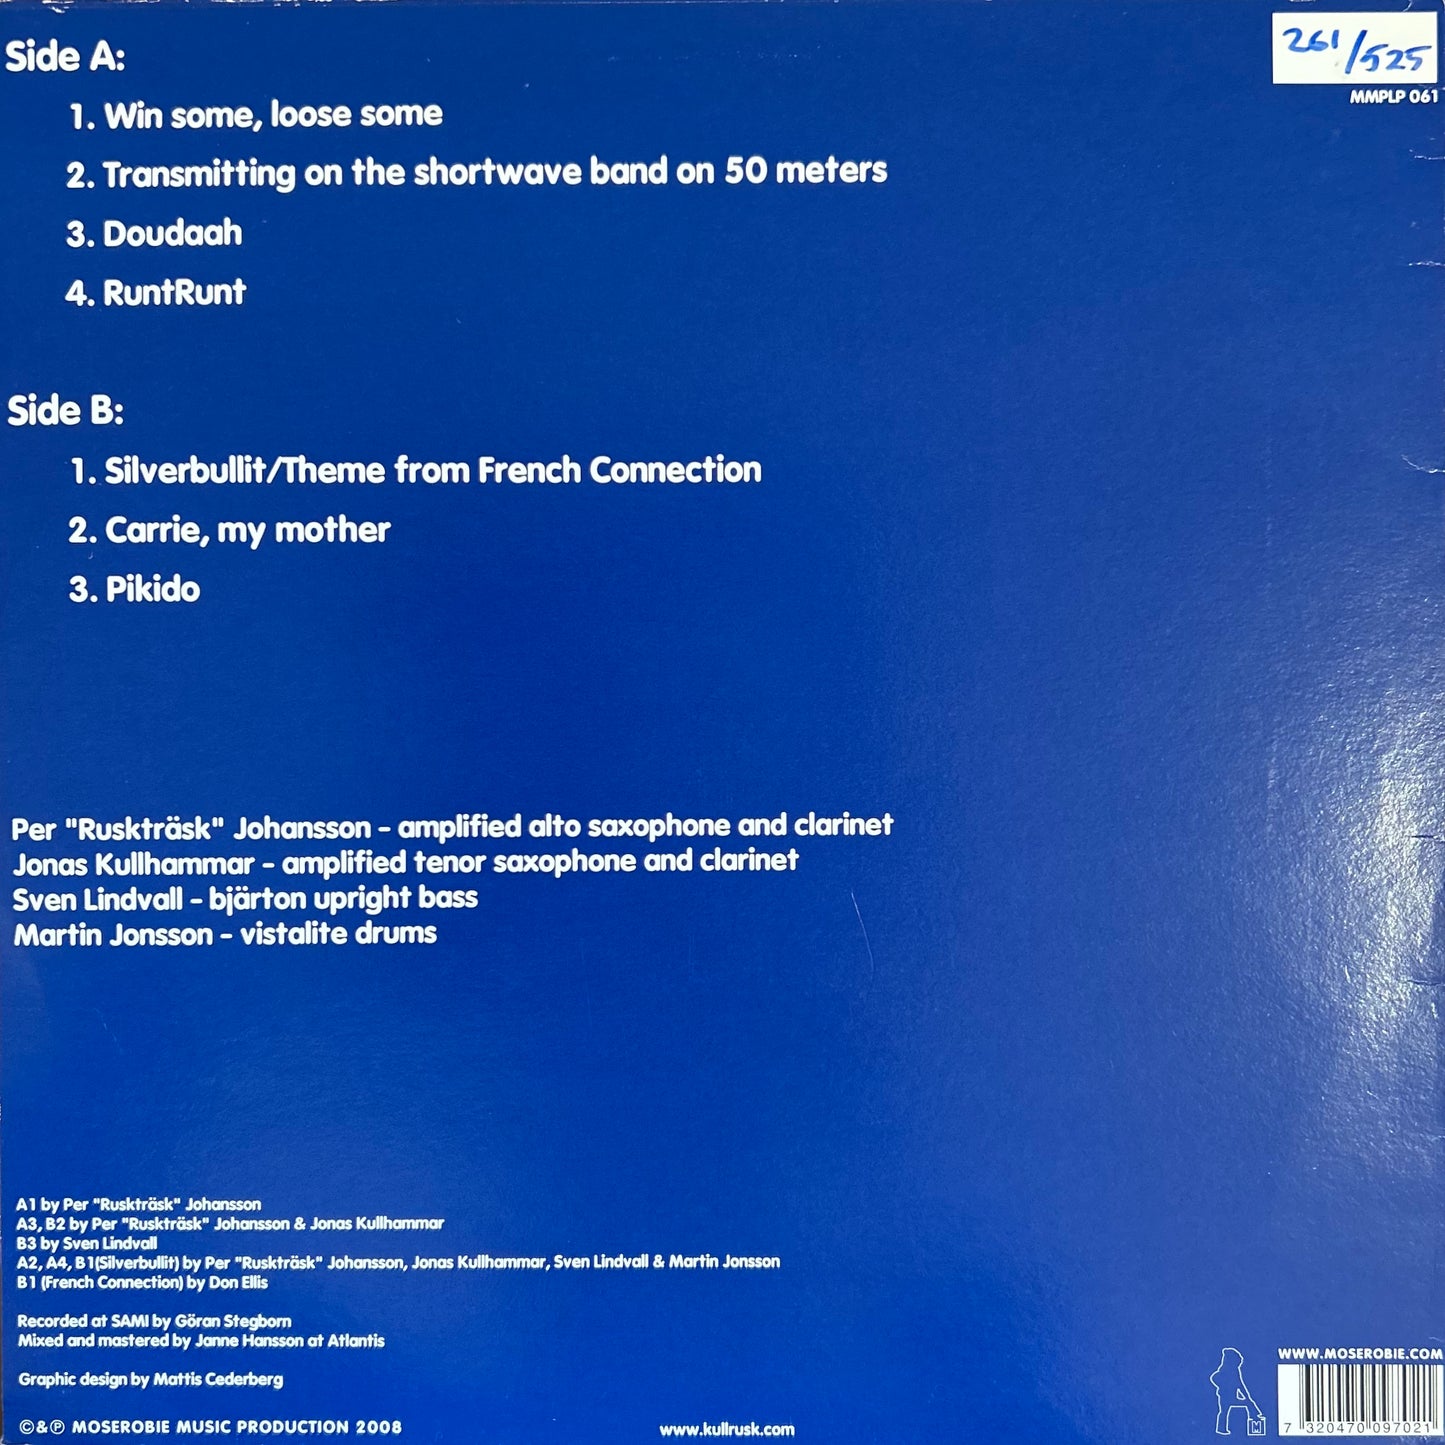 261/525
MMPLP 061
Side A:
1. Win some, loose some
2. Transmitting on the shortwave band on 50 meters
3. Doudaah
4. RuntRunt
Side B:
1. Silverbullit/Theme from French Connection
2. Carrie, my mother
3. Pikido
Per "Ruskträsk" Johansson - amplified alto saxophone and clarinet
Jonas Kullhammar - amplified tenor saxophone and clarinet
Sven Lindvall - bjärton upright bass
Martin Jonsson - vistalite drums
A1 by Per "Ruskträsk" Johansson
A3, B2 by Per "Ruskträsk" Johansson & Jonas Kullhammar
B3 by Sven Lindvall
A2, A4, B1(Silverbullit) by Per "Ruskträsk" Johansson, Jonas Kullhammar, Sven Lindvall & Martin Jonsson
B1 (French Connection) by Don Ellis
Recorded at SAMI by Göran Stegborn
Mixed and mastered by Janne Hansson at Atlantis
Graphic design by Mattis Cederberg
©&℗ MOSEROBIE MUSIC PRODUCTION 2008
www.kullrusk.com
WWW.MOSEROBIE.COM
M
7 320470 097021